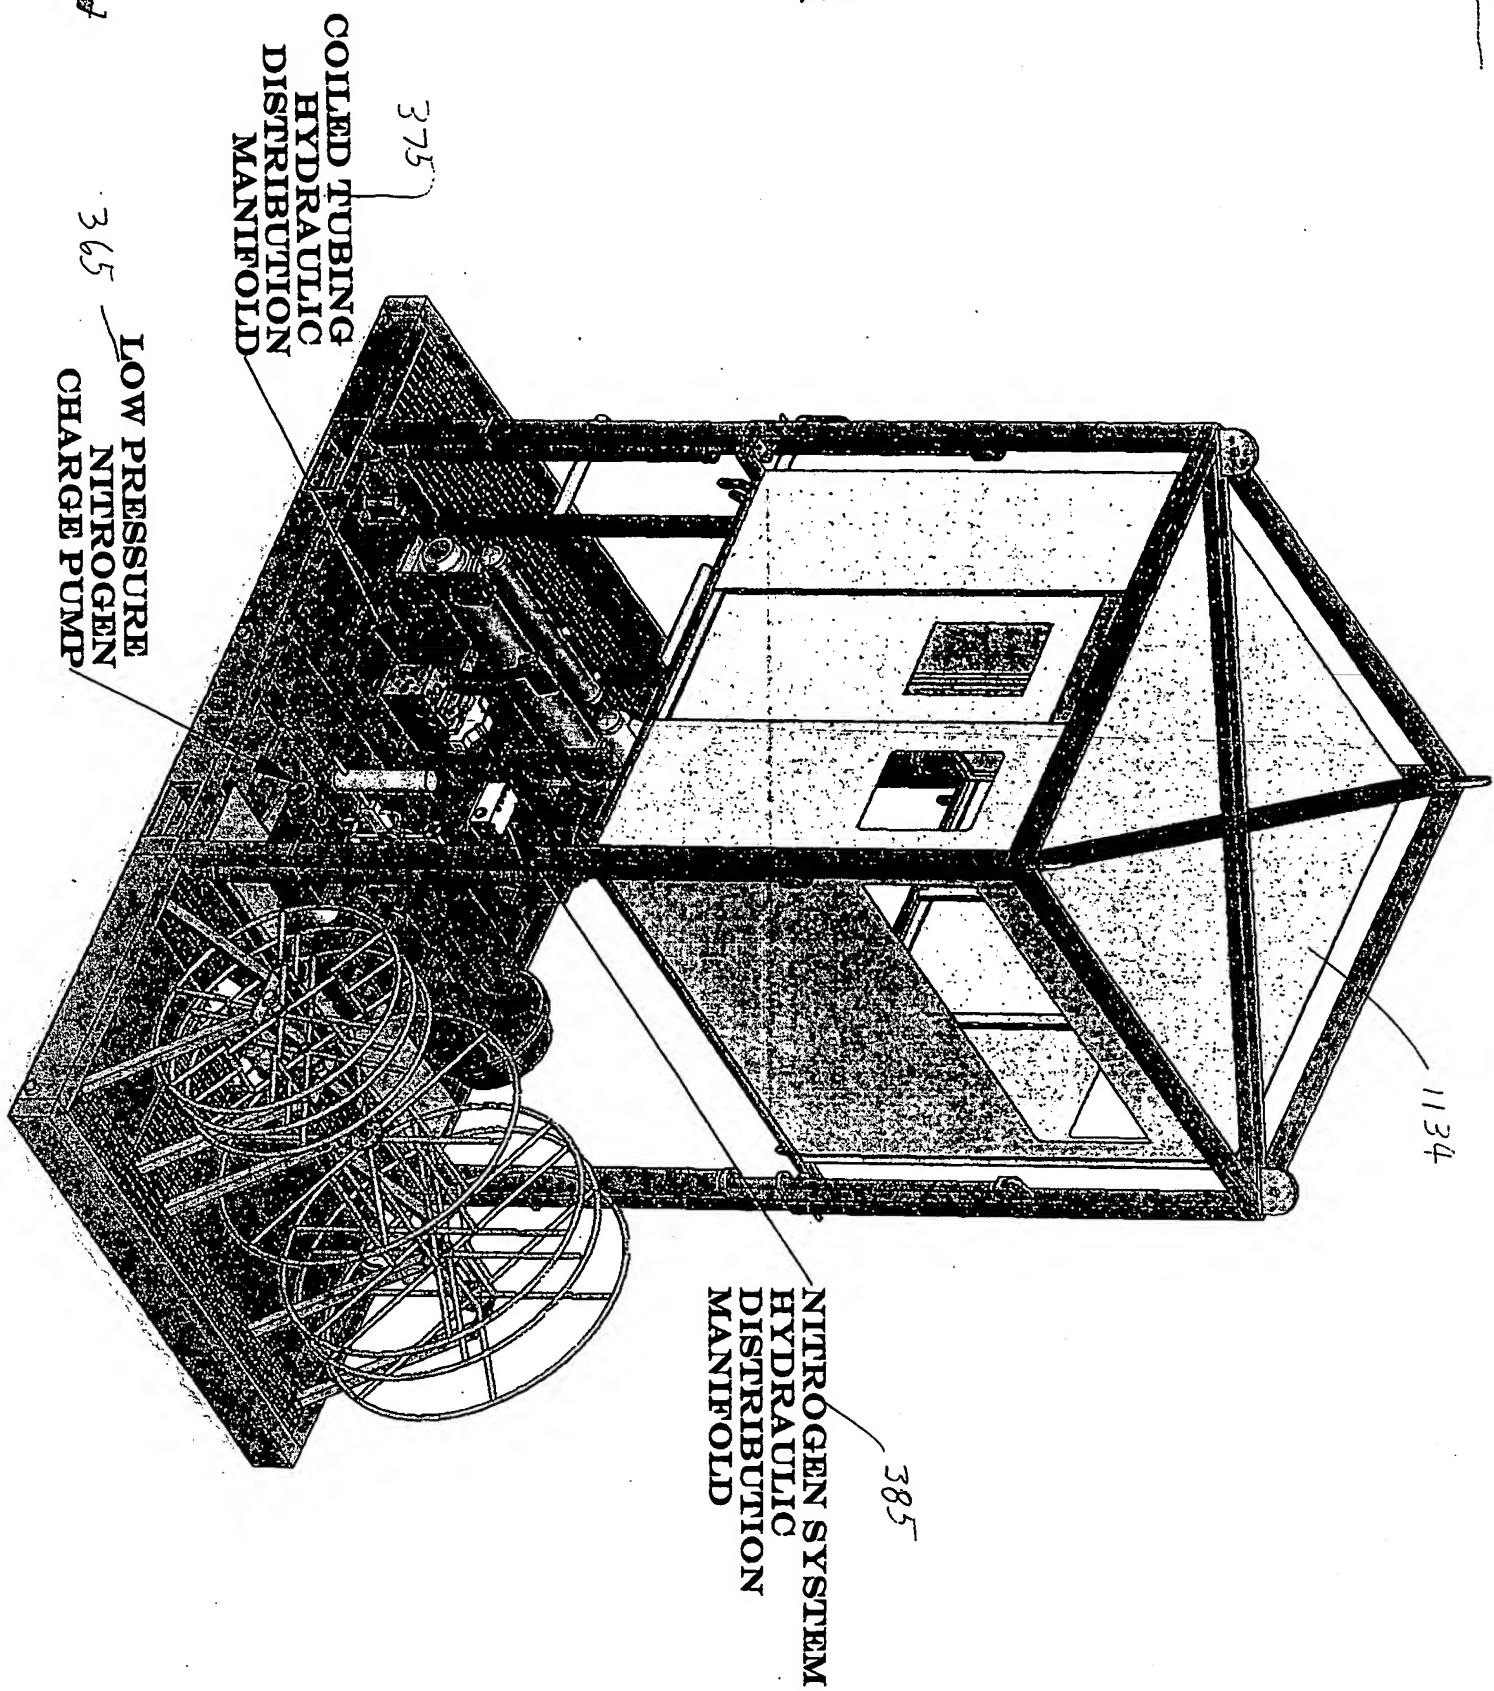 375
COILED TUBING
HYDRAULIC
DISTRIBUTION
MANIFOLD
365
LOW PRESSURE
NITROGEN
CHARGE PUMP
1134
385
NITROGEN SYSTEM
HYDRAULIC
DISTRIBUTION
MANIFOLD